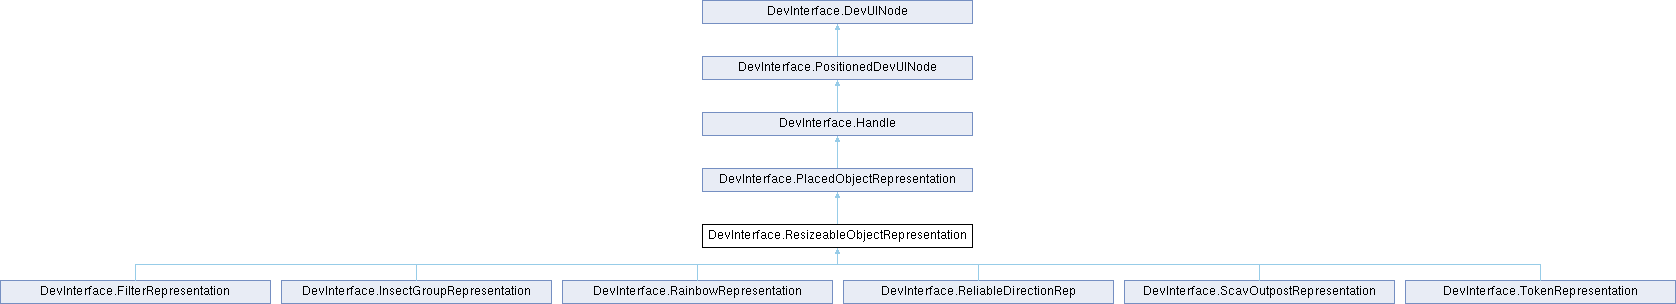 DevInterface.DevUINode
DevInterface.PositionedDevUINode
DevInterface.Handle
DevInterface.PlacedObjectRepresentation
DevInterface.ResizeableObjectRepresentation
DevInterface.FilterRepresentation
DevInterface.InsectGroupRepresentation
DevInterface.RainbowRepresentation
DevInterface.ReliableDirectionRep
DevInterface.ScavOutpostRepresentation
DevInterface.TokenRepresentation